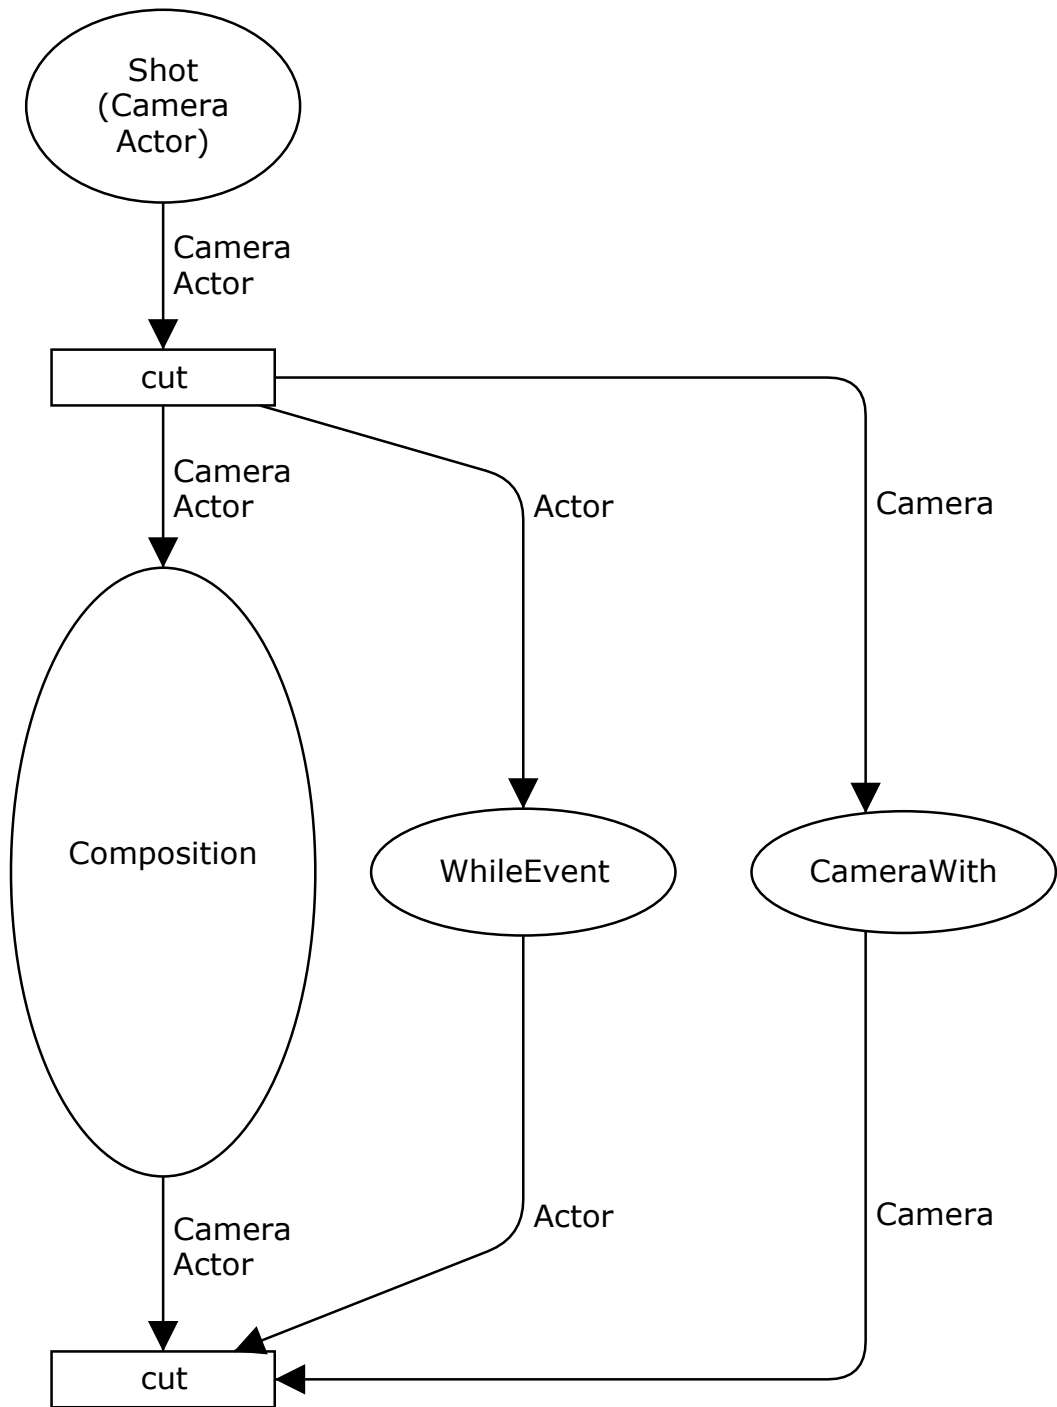 Shot
(Camera
Actor)
Camera
Actor
cut
Camera
Actor
Actor
Camera
Composition
WhileEvent
CameraWith
Camera
Actor
Actor
Camera
cut